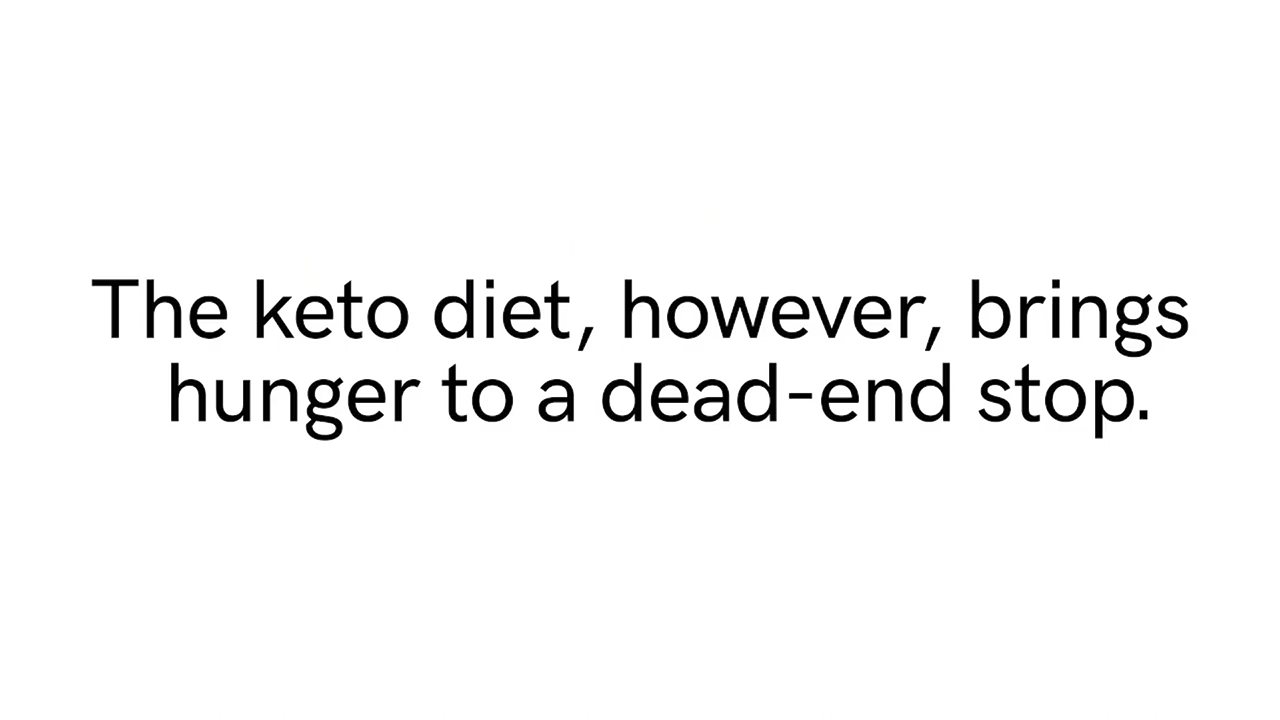 The keto diet, however, brings
hunger to a dead-end stop.